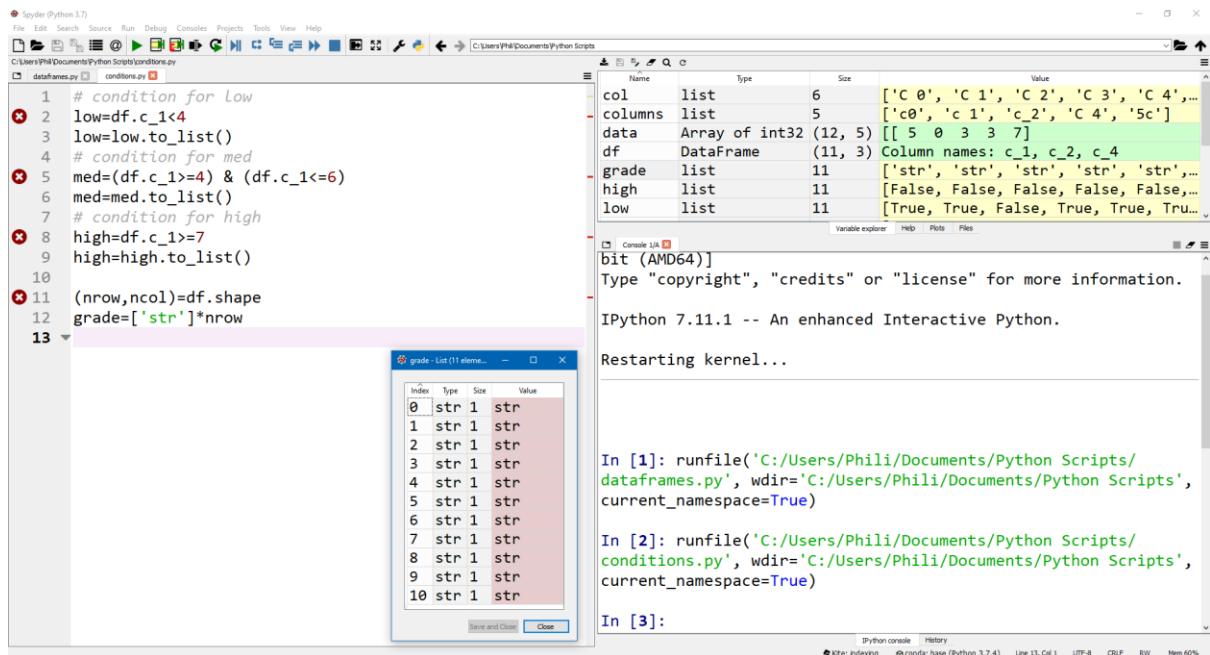 Spyder (Python 3.7)
File Edit Search Source Run Debug Consoles Projects Tools View Help
C:\Users\Phili\Documents\Python Scripts
C:\Users\Phili\Documents\Python Scripts\conditions.py
dataframes.py conditions.py
1 # condition for low
2 low=df.c_1<4
3 low=low.to_list()
4 # condition for med
5 med=(df.c_1>=4) & (df.c_1<=6)
6 med=med.to_list()
7 # condition for high
8 high=df.c_1>=7
9 high=high.to_list()
10
11 (nrow,ncol)=df.shape
12 grade=['str']*nrow
13
grade - List (11 eleme...
Index Type Size Value
0 str 1 str
1 str 1 str
2 str 1 str
3 str 1 str
4 str 1 str
5 str 1 str
6 str 1 str
7 str 1 str
8 str 1 str
9 str 1 str
10 str 1 str
Save and Close Close
Name Type Size Value
col list 6 ['C 0', 'C 1', 'C 2', 'C 3', 'C 4',...
columns list 5 ['c0', 'c 1', 'c_2', 'C 4', '5c']
data Array of int32 (12, 5) [[ 5 0 3 3 7]
df DataFrame (11, 3) Column names: c_1, c_2, c_4
grade list 11 ['str', 'str', 'str', 'str', 'str',...
high list 11 [False, False, False, False, False,...
low list 11 [True, True, False, True, True, Tru...
Variable explorer Help Plots Files
Console 1/A
bit (AMD64)]
Type "copyright", "credits" or "license" for more information.
IPython 7.11.1 -- An enhanced Interactive Python.
Restarting kernel...
In [1]: runfile('C:/Users/Phili/Documents/Python Scripts/
dataframes.py', wdir='C:/Users/Phili/Documents/Python Scripts',
current_namespace=True)
In [2]: runfile('C:/Users/Phili/Documents/Python Scripts/
conditions.py', wdir='C:/Users/Phili/Documents/Python Scripts',
current_namespace=True)
In [3]:
IPython console History
Kite: indexing conda: base (Python 3.7.4) Line 13, Col 1 UTF-8 CRLF RW Mem 60%